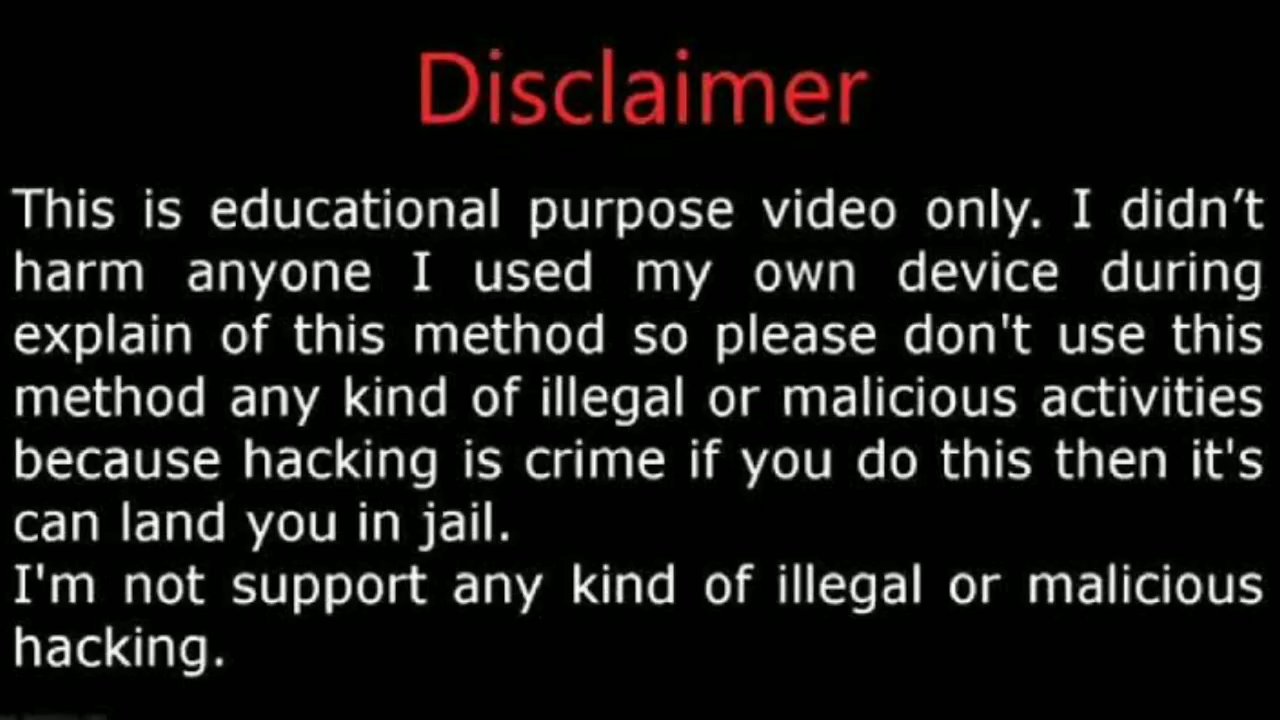 Disclaimer
This is educational purpose video only. I didn’t
harm anyone I used my own device during
explain of this method so please don't use this
method any kind of illegal or malicious activities
because hacking is crime if you do this then it's
can land you in jail.
I'm not support any kind of illegal or malicious
hacking.